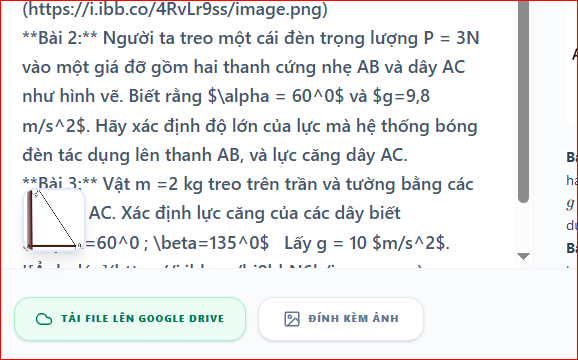 (https://i.ibb.co/4RvLr9ss/image.png)
**Bài 2:** Người ta treo một cái đèn trọng lượng P = 3N
vào một giá đỡ gồm hai thanh cứng nhẹ AB và dây AC
như hình vẽ. Biết rằng $\alpha = 60^0$ và $g=9,8
m/s^2$. Hãy xác định độ lớn của lực mà hệ thống bóng
đèn tác dụng lên thanh AB, và lực căng dây AC.
**Bài 3:** Vật m =2 kg treo trên trần và tường bằng các
AC. Xác định lực căng của các dây biết
=60^0 ; \beta=135^0$ Lấy g = 10 $m/s^2$.
TẢI FILE LÊN GOOGLE DRIVE
ĐÍNH KÈM ẢNH